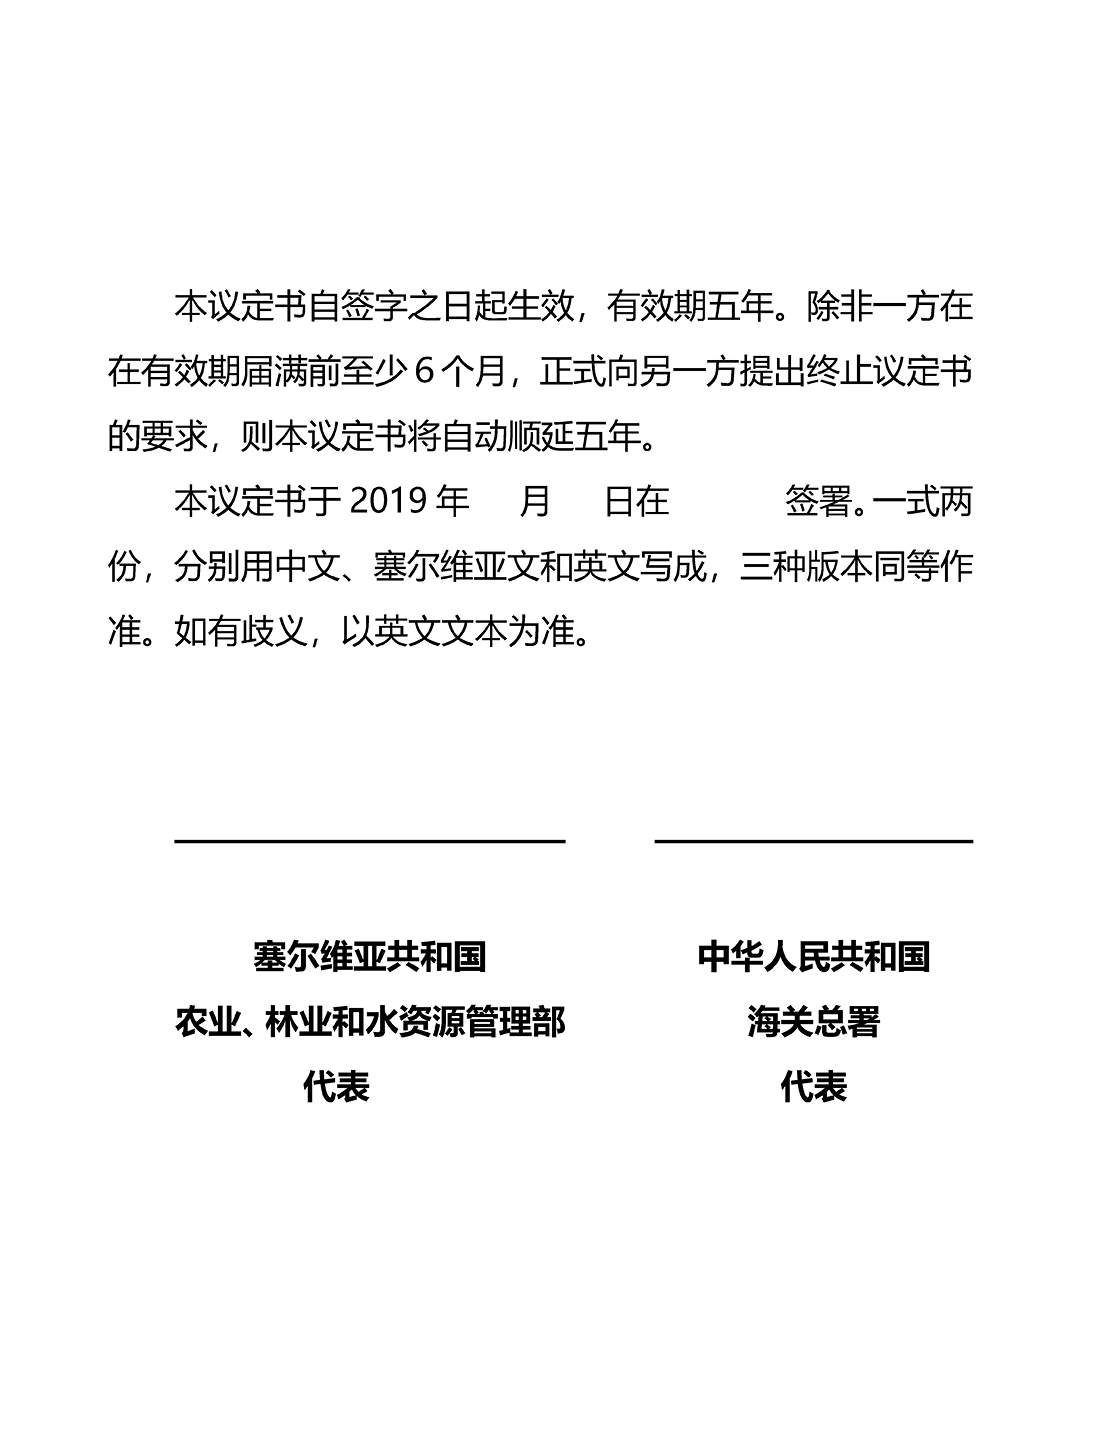 本议定书自签字之日起生效，有效期五年。除非一方在
在有效期届满前至少6个月，正式向另一方提出终止议定书
的要求，则本议定书将自动顺延五年。
本议定书于2019年 月 日在 签署。一式两
份，分别用中文、塞尔维亚文和英文写成，三种版本同等作
准。如有歧义，以英文文本为准。
塞尔维亚共和国
农业、林业和水资源管理部
代表
中华人民共和国
海关总署
代表